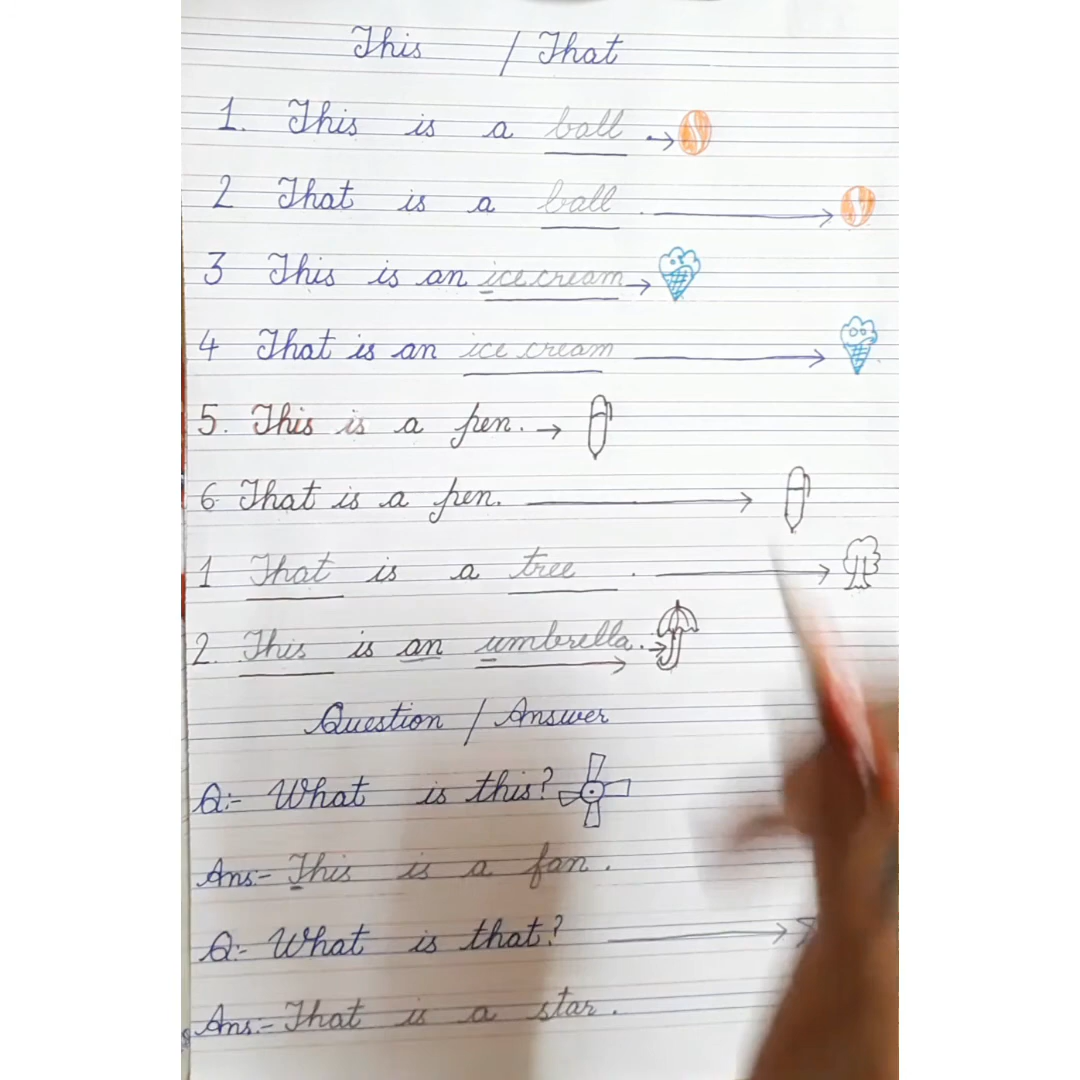 This / That
1. This is a ball
2 That is a ball.
3 This is an ice cream
4 That is an ice cream
5. This is a pen.
6 That is a pen.
1 That is a tree.
2. This is an umbrella.
Question / Answer
Q:- What is this?
Ans:- This is a fan.
Q:- What is that?
Ans:- That is a star.